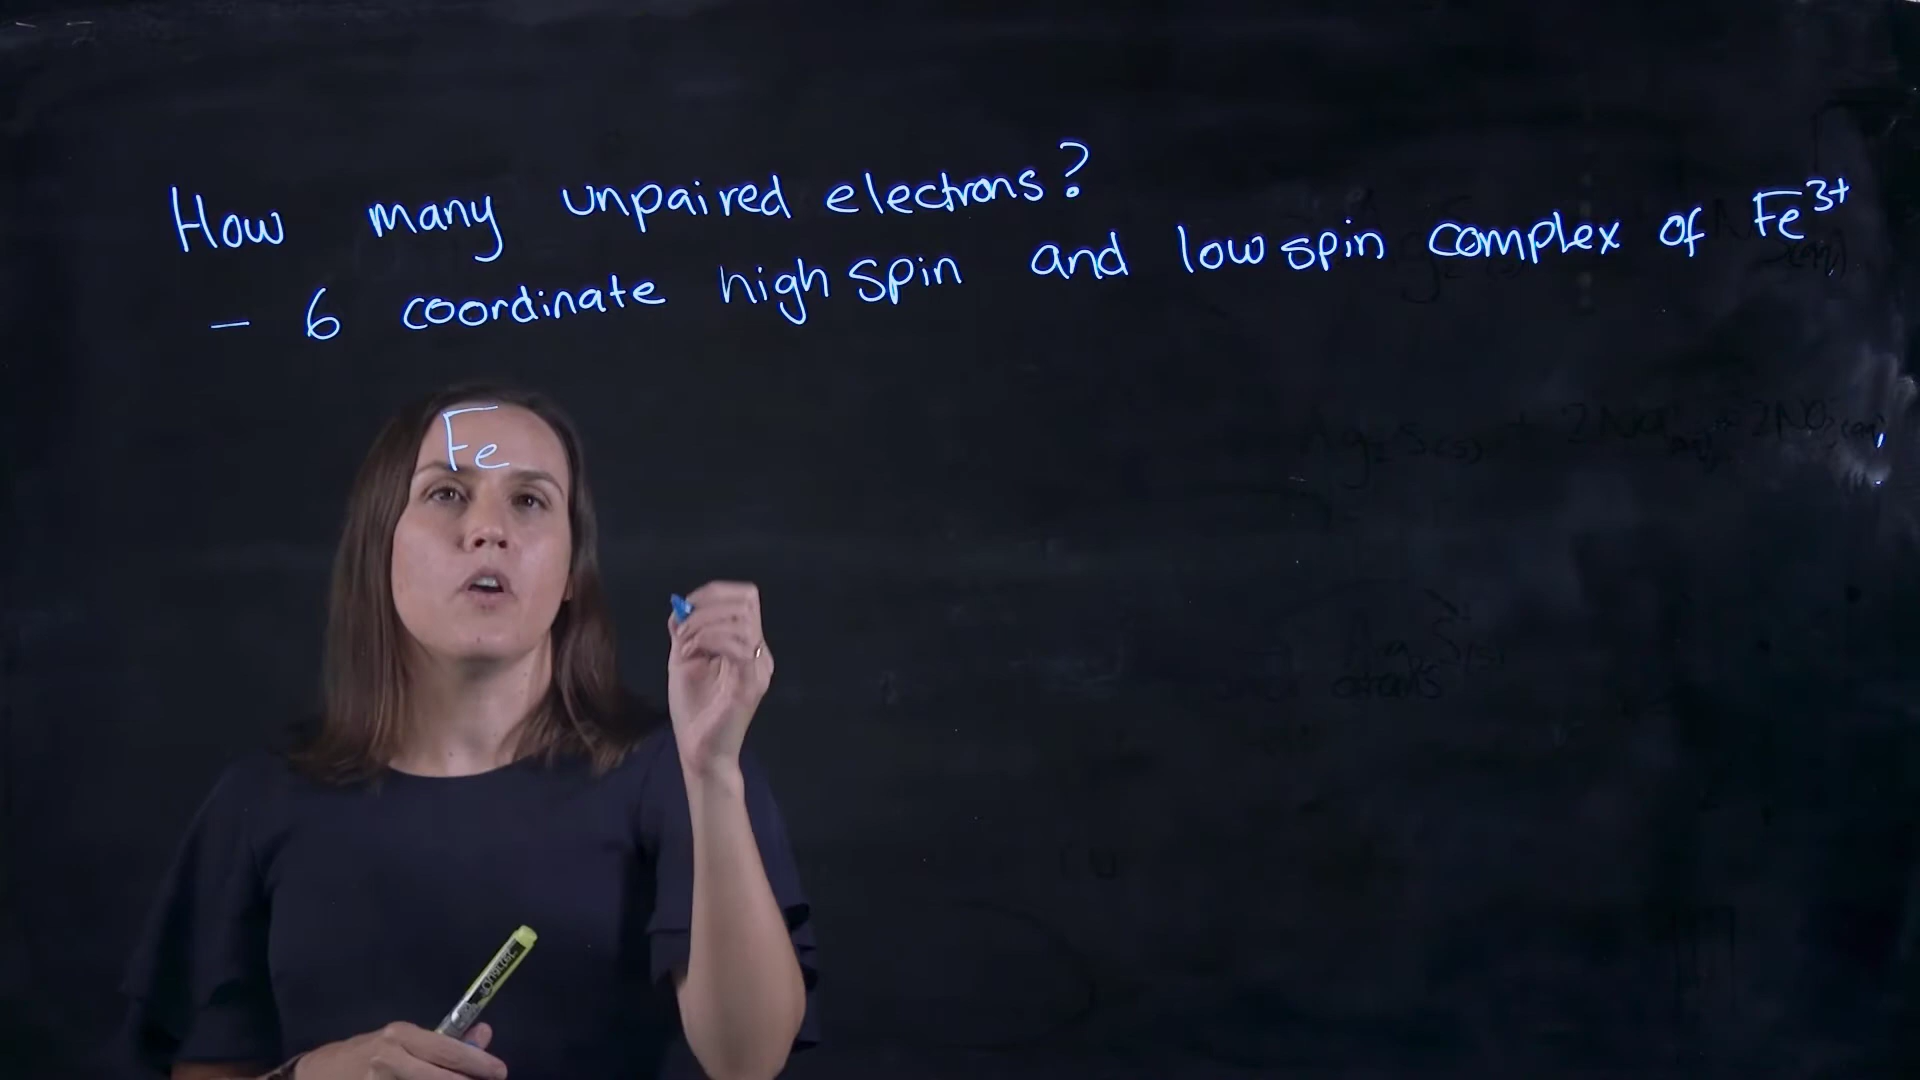 How many unpaired electrons?
- 6 coordinate high spin and low spin complex of Fe³⁺
Fe